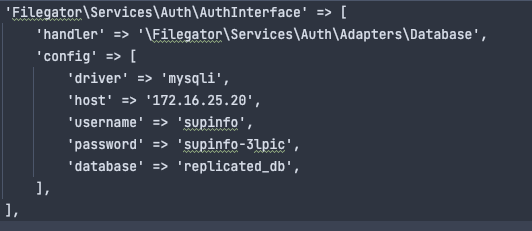 'Filegator\Services\Auth\AuthInterface' => [
    'handler' => '\Filegator\Services\Auth\Adapters\Database',
    'config' => [
        'driver' => 'mysqli',
        'host' => '172.16.25.20',
        'username' => 'supinfo',
        'password' => 'supinfo-3lpic',
        'database' => 'replicated_db',
    ],
],